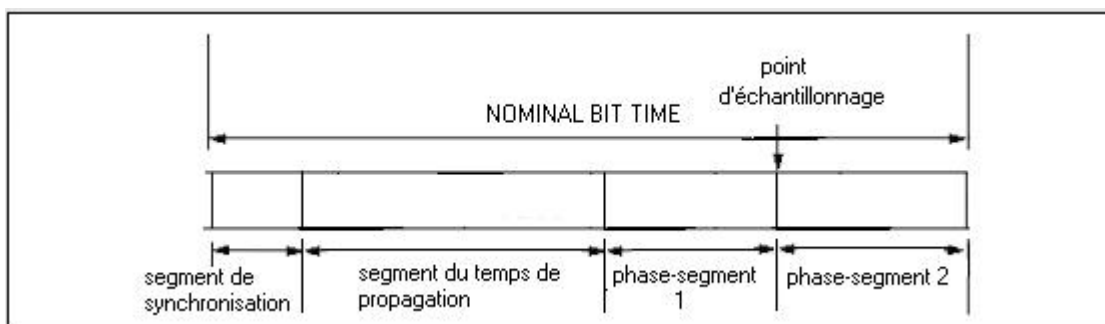 point
d'échantillonnage
NOMINAL BIT TIME
segment de
synchronisation
segment du temps de
propagation
phase-segment
1
phase-segment 2